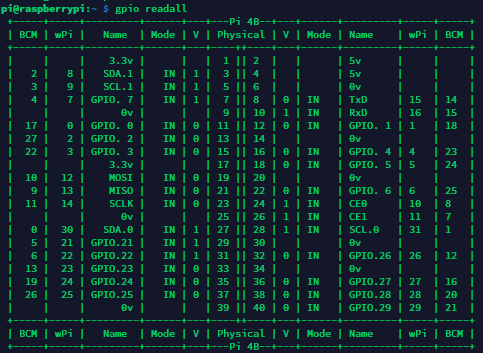 pi@raspberrypi:~ $ gpio readall
+-----+-----+---------+------+---+---Pi 4B--+---+------+---------+-----+-----+
| BCM | wPi | Name | Mode | V | Physical | V | Mode | Name | wPi | BCM |
+-----+-----+---------+------+---+----++----+---+------+---------+-----+-----+
| | | 3.3v | | | 1 || 2 | | | 5v | | |
| 2 | 8 | SDA.1 | IN | 1 | 3 || 4 | | | 5v | | |
| 3 | 9 | SCL.1 | IN | 1 | 5 || 6 | | | 0v | | |
| 4 | 7 | GPIO. 7 | IN | 1 | 7 || 8 | 0 | IN | TxD | 15 | 14 |
| | | 0v | | | 9 || 10 | 1 | IN | RxD | 16 | 15 |
| 17 | 0 | GPIO. 0 | IN | 0 | 11 || 12 | 0 | IN | GPIO. 1 | 1 | 18 |
| 27 | 2 | GPIO. 2 | IN | 0 | 13 || 14 | | | 0v | | |
| 22 | 3 | GPIO. 3 | IN | 0 | 15 || 16 | 0 | IN | GPIO. 4 | 4 | 23 |
| | | 3.3v | | | 17 || 18 | 0 | IN | GPIO. 5 | 5 | 24 |
| 10 | 12 | MOSI | IN | 0 | 19 || 20 | | | 0v | | |
| 9 | 13 | MISO | IN | 0 | 21 || 22 | 0 | IN | GPIO. 6 | 6 | 25 |
| 11 | 14 | SCLK | IN | 0 | 23 || 24 | 1 | IN | CE0 | 10 | 8 |
| | | 0v | | | 25 || 26 | 1 | IN | CE1 | 11 | 7 |
| 0 | 30 | SDA.0 | IN | 1 | 27 || 28 | 1 | IN | SCL.0 | 31 | 1 |
| 5 | 21 | GPIO.21 | IN | 1 | 29 || 30 | | | 0v | | |
| 6 | 22 | GPIO.22 | IN | 1 | 31 || 32 | 0 | IN | GPIO.26 | 26 | 12 |
| 13 | 23 | GPIO.23 | IN | 0 | 33 || 34 | | | 0v | | |
| 19 | 24 | GPIO.24 | IN | 0 | 35 || 36 | 0 | IN | GPIO.27 | 27 | 16 |
| 26 | 25 | GPIO.25 | IN | 0 | 37 || 38 | 0 | IN | GPIO.28 | 28 | 20 |
| | | 0v | | | 39 || 40 | 0 | IN | GPIO.29 | 29 | 21 |
+-----+-----+---------+------+---+----++----+---+------+---------+-----+-----+
| BCM | wPi | Name | Mode | V | Physical | V | Mode | Name | wPi | BCM |
+-----+-----+---------+------+---+---Pi 4B--+---+------+---------+-----+-----+